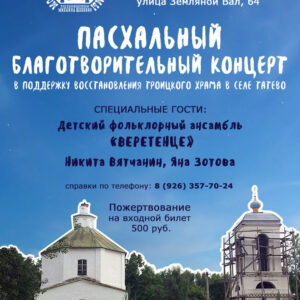 улица Земляной Вал, 64
ПАСХАЛЬНЫЙ
БЛАГОТВОРИТЕЛЬНЫЙ КОНЦЕРТ
В ПОДДЕРЖКУ ВОССТАНОВЛЕНИЯ ТРОИЦКОГО ХРАМА В СЕЛЕ ТАТЕВО
СПЕЦИАЛЬНЫЕ ГОСТИ:
Детский фольклорный ансамбль
«ВЕРЕТЕНЦЕ»
Никита Вятчанин, Яна Зотова
справки по телефону: 8 (926) 357-70-24
Пожертвование
на входной билет
500 руб.